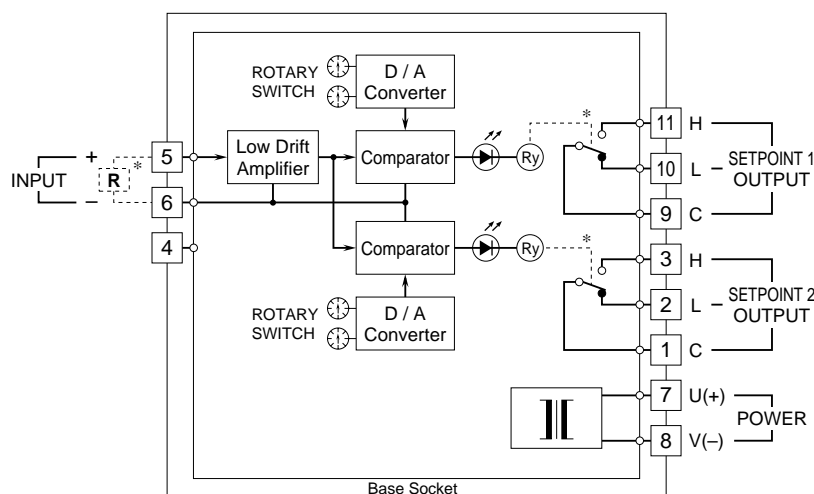 ROTARY
SWITCH
D / A
Converter
11 H
5
+
*
R
INPUT
–
6
4
Low Drift
Amplifier
Comparator
Ry
*
10 L
SETPOINT 1
OUTPUT
9 C
Comparator
Ry
*
3 H
2 L
SETPOINT 2
OUTPUT
1 C
ROTARY
SWITCH
D / A
Converter
7 U(+)
POWER
8 V(–)
Base Socket